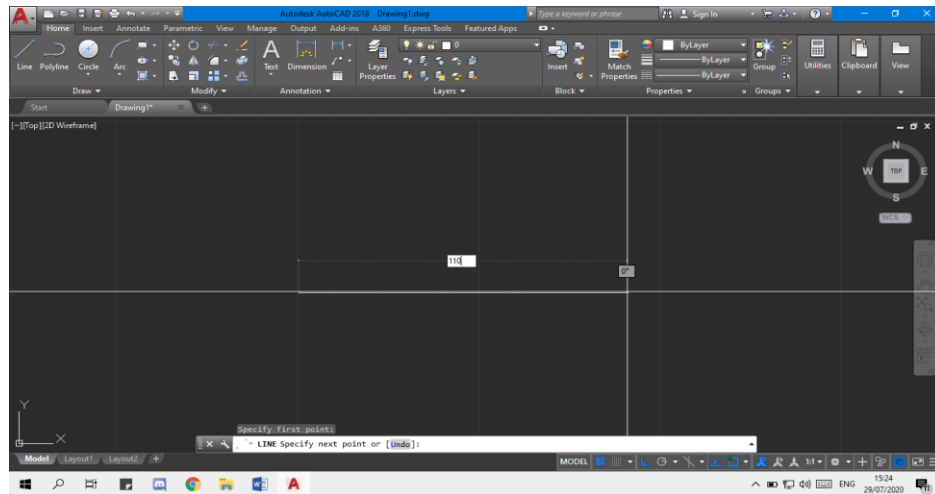 A
Autodesk AutoCAD 2018 Drawing1.dwg
Type a keyword or phrase
Sign In
Home Insert Annotate Parametric View Manage Output Add-ins A360 Express Tools Featured Apps
Line Polyline Circle Arc
A Text Dimension
Layer Properties
0
Insert
Match Properties
ByLayer
ByLayer
ByLayer
Group Utilities Clipboard View
Draw Modify Annotation Layers Block Properties Groups
Start Drawing1* +
[−][Top][2D Wireframe]
N
W TOP E
S
WCS
110
0°
Y
X
Specify first point:
LINE Specify next point or [Undo]:
Model Layout1 Layout2 +
MODEL 1:1
ENG 15:24
29/07/2020